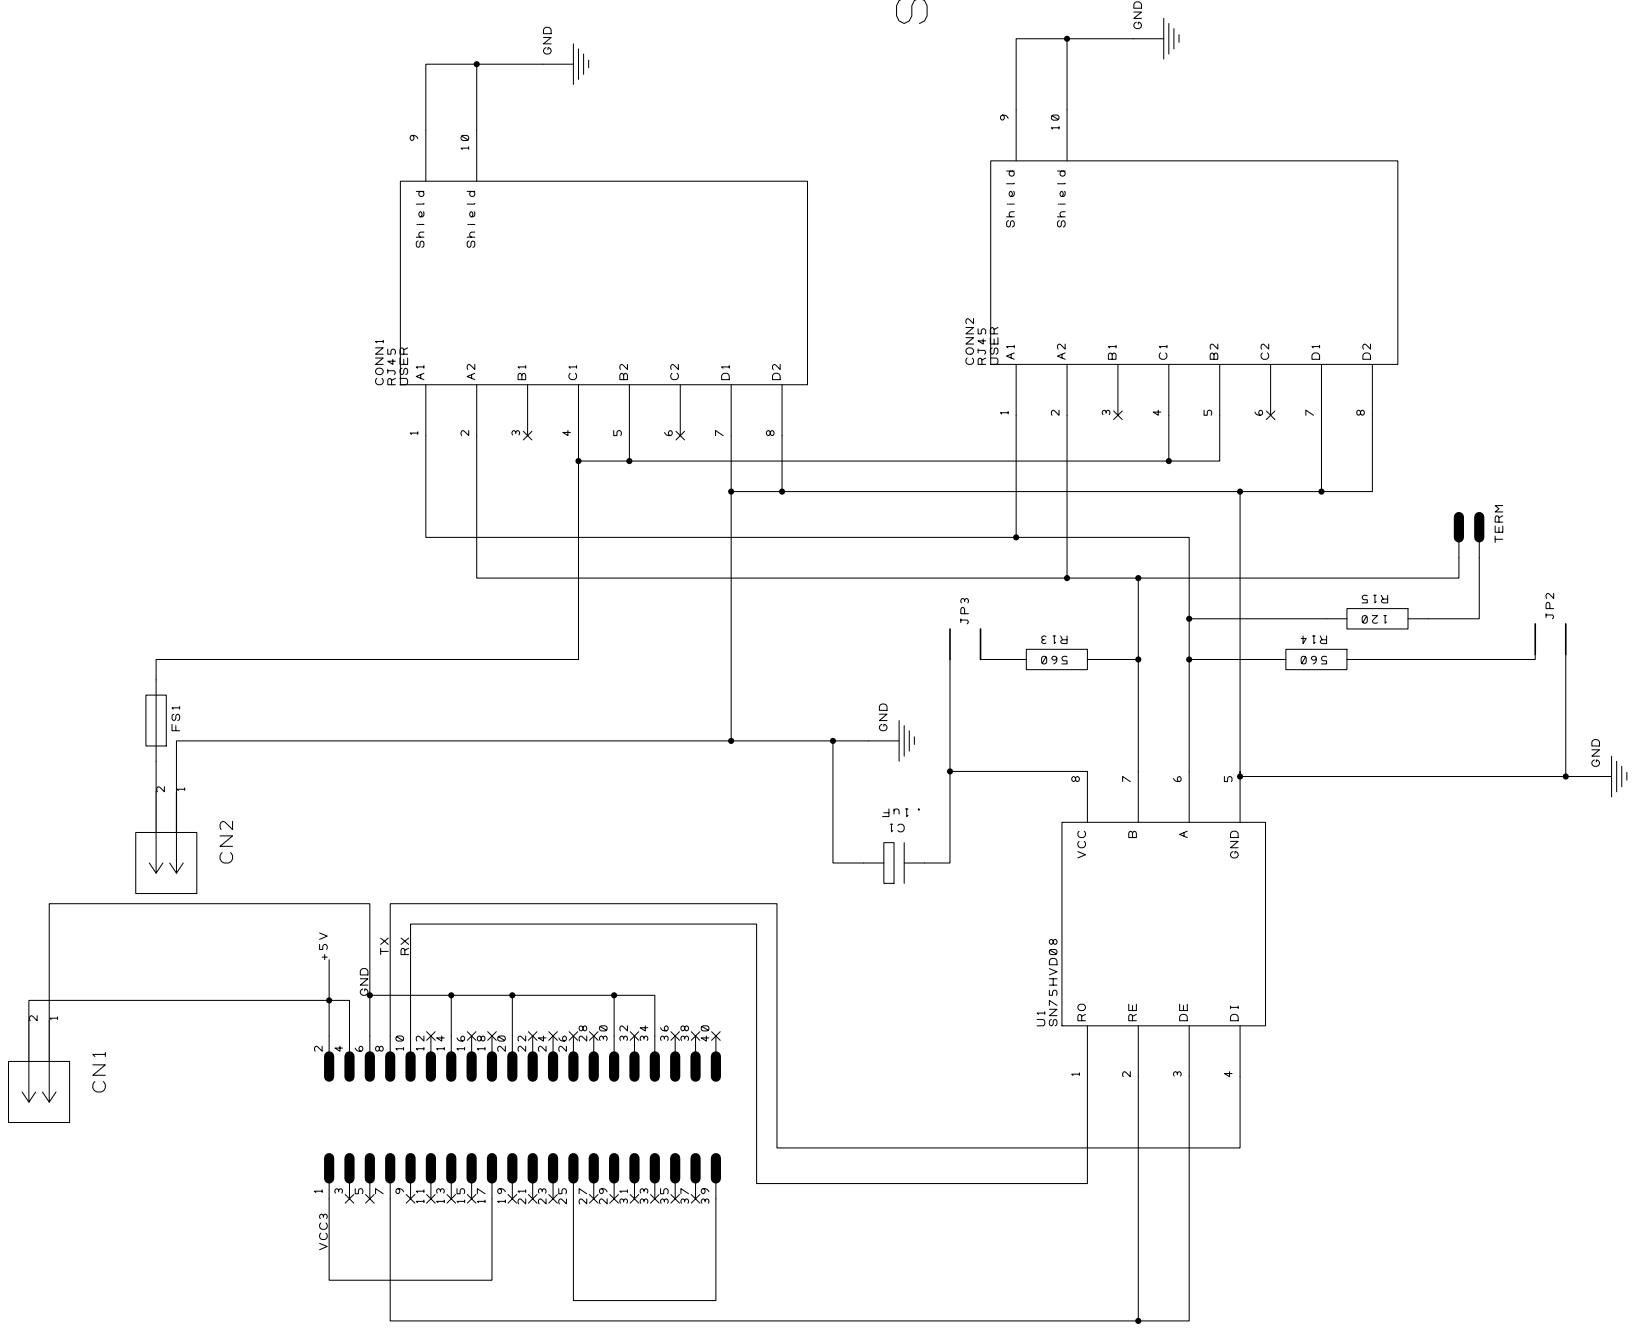 S
GND
GND
9
10
9
10
Shield
Shield
Shield
Shield
CONN1
RJ45
USER
A1
A2
B1
C1
B2
C2
D1
D2
CONN2
RJ45
USER
A1
A2
B1
C1
B2
C2
D1
D2
1
2
3
4
5
6
7
8
1
2
3
4
5
6
7
8
TERM
JP3
R13
560
R15
120
R14
560
JP2
FS1
GND
GND
2
1
CN2
C1
.1uF
8
7
6
5
VCC
B
A
GND
U1
SN75HVD08
RO
RE
DE
DI
1
2
3
4
+5V
GND
TX
RX
2
1
CN1
2
4
6
8
10
12
14
16
18
20
22
24
26
28
30
32
34
36
38
40
1
3
5
7
9
11
13
15
17
19
21
23
25
27
29
31
33
35
37
39
VCC3